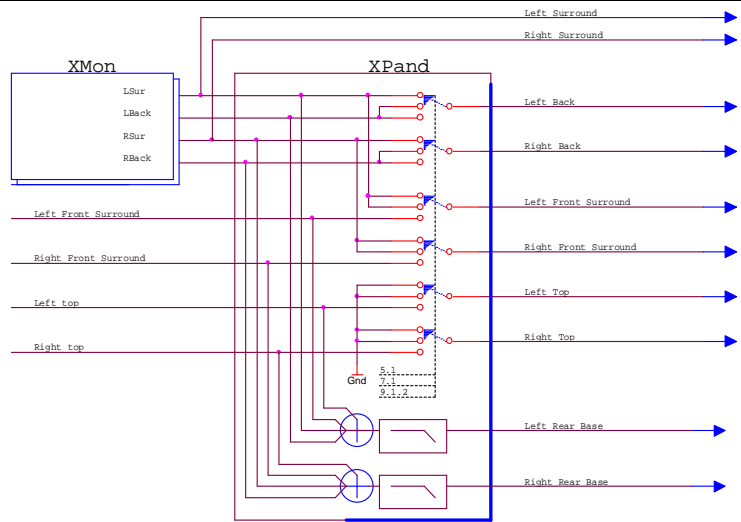 Left Surround
Right Surround
XMon
XPand
LSur
LBack
RSur
RBack
Left Back
Right Back
Left Front Surround
Left Front Surround
Right Front Surround
Right Front Surround
Left top
Left Top
Right top
Right Top
Gnd
5.1
7.1
9.1.2
Left Rear Base
Right Rear Base